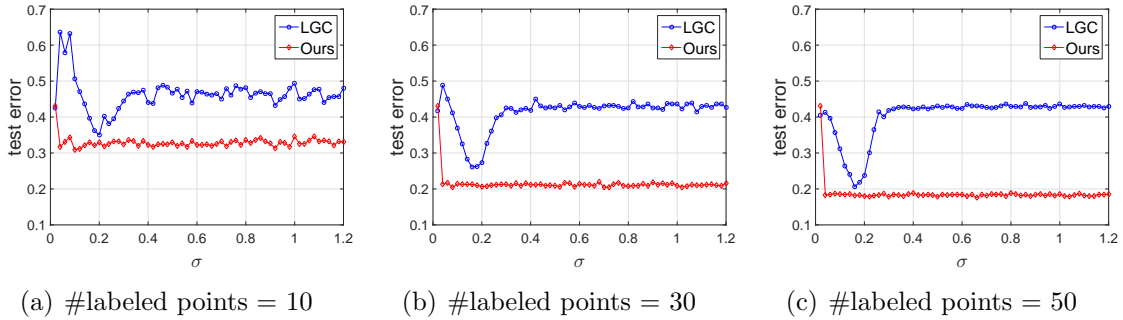 0.7
0.6
0.5
0.4
0.3
0.2
0.1
test error
0 0.2 0.4 0.6 0.8 1 1.2
σ
LGC
Ours
(a) #labeled points = 10
0.7
0.6
0.5
0.4
0.3
0.2
0.1
test error
0 0.2 0.4 0.6 0.8 1 1.2
σ
LGC
Ours
(b) #labeled points = 30
0.7
0.6
0.5
0.4
0.3
0.2
0.1
test error
0 0.2 0.4 0.6 0.8 1 1.2
σ
LGC
Ours
(c) #labeled points = 50